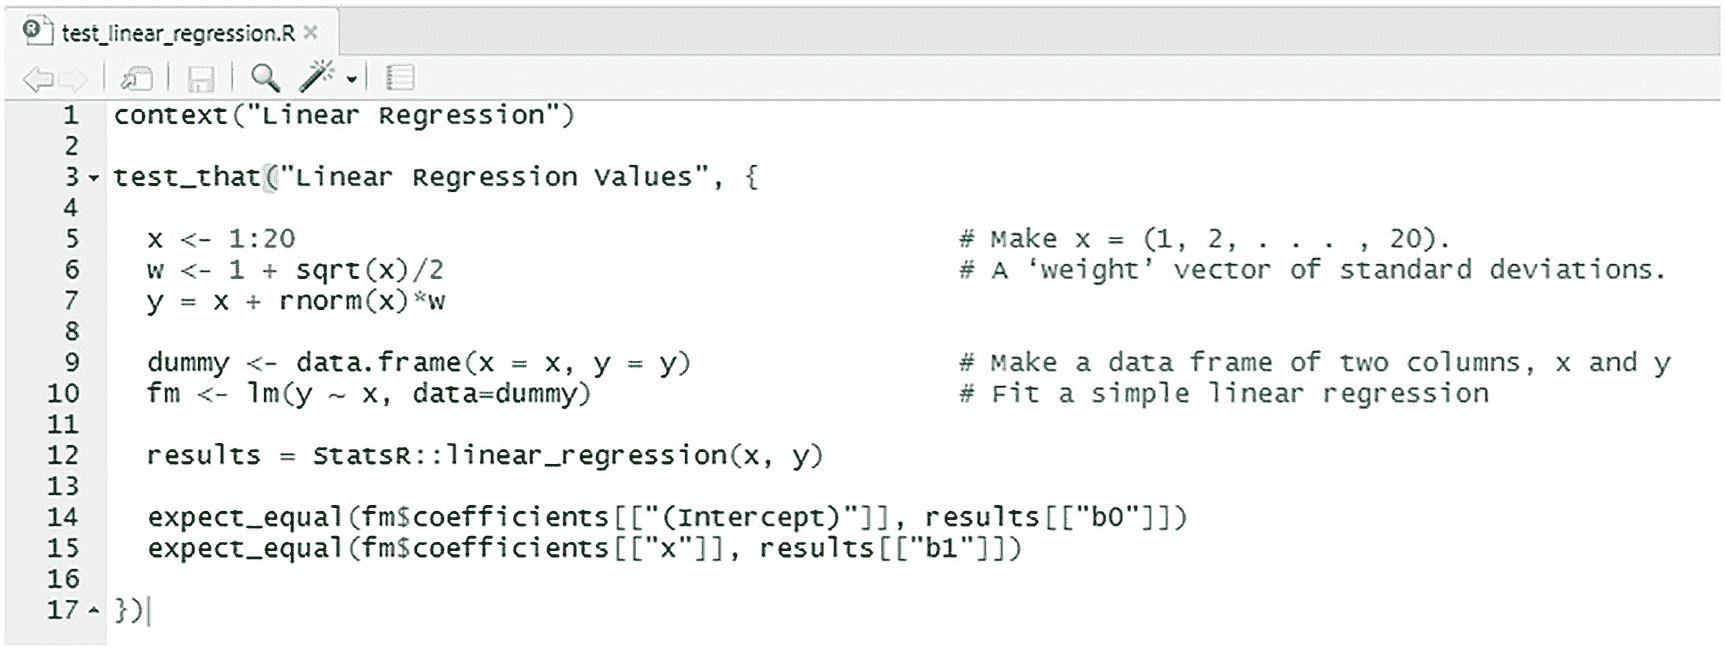 test_linear_regression.R
1 context("Linear Regression")
2
3 test_that("Linear Regression Values", {
4
5   x <- 1:20                                        # Make x = (1, 2, . . . , 20).
6   w <- 1 + sqrt(x)/2                               # A ‘weight’ vector of standard deviations.
7   y = x + rnorm(x)*w
8
9   dummy <- data.frame(x = x, y = y)                # Make a data frame of two columns, x and y
10   fm <- lm(y ~ x, data=dummy)                      # Fit a simple linear regression
11
12   results = StatsR::linear_regression(x, y)
13
14   expect_equal(fm$coefficients[["(Intercept)"]], results[["b0"]])
15   expect_equal(fm$coefficients[["x"]], results[["b1"]])
16
17 })